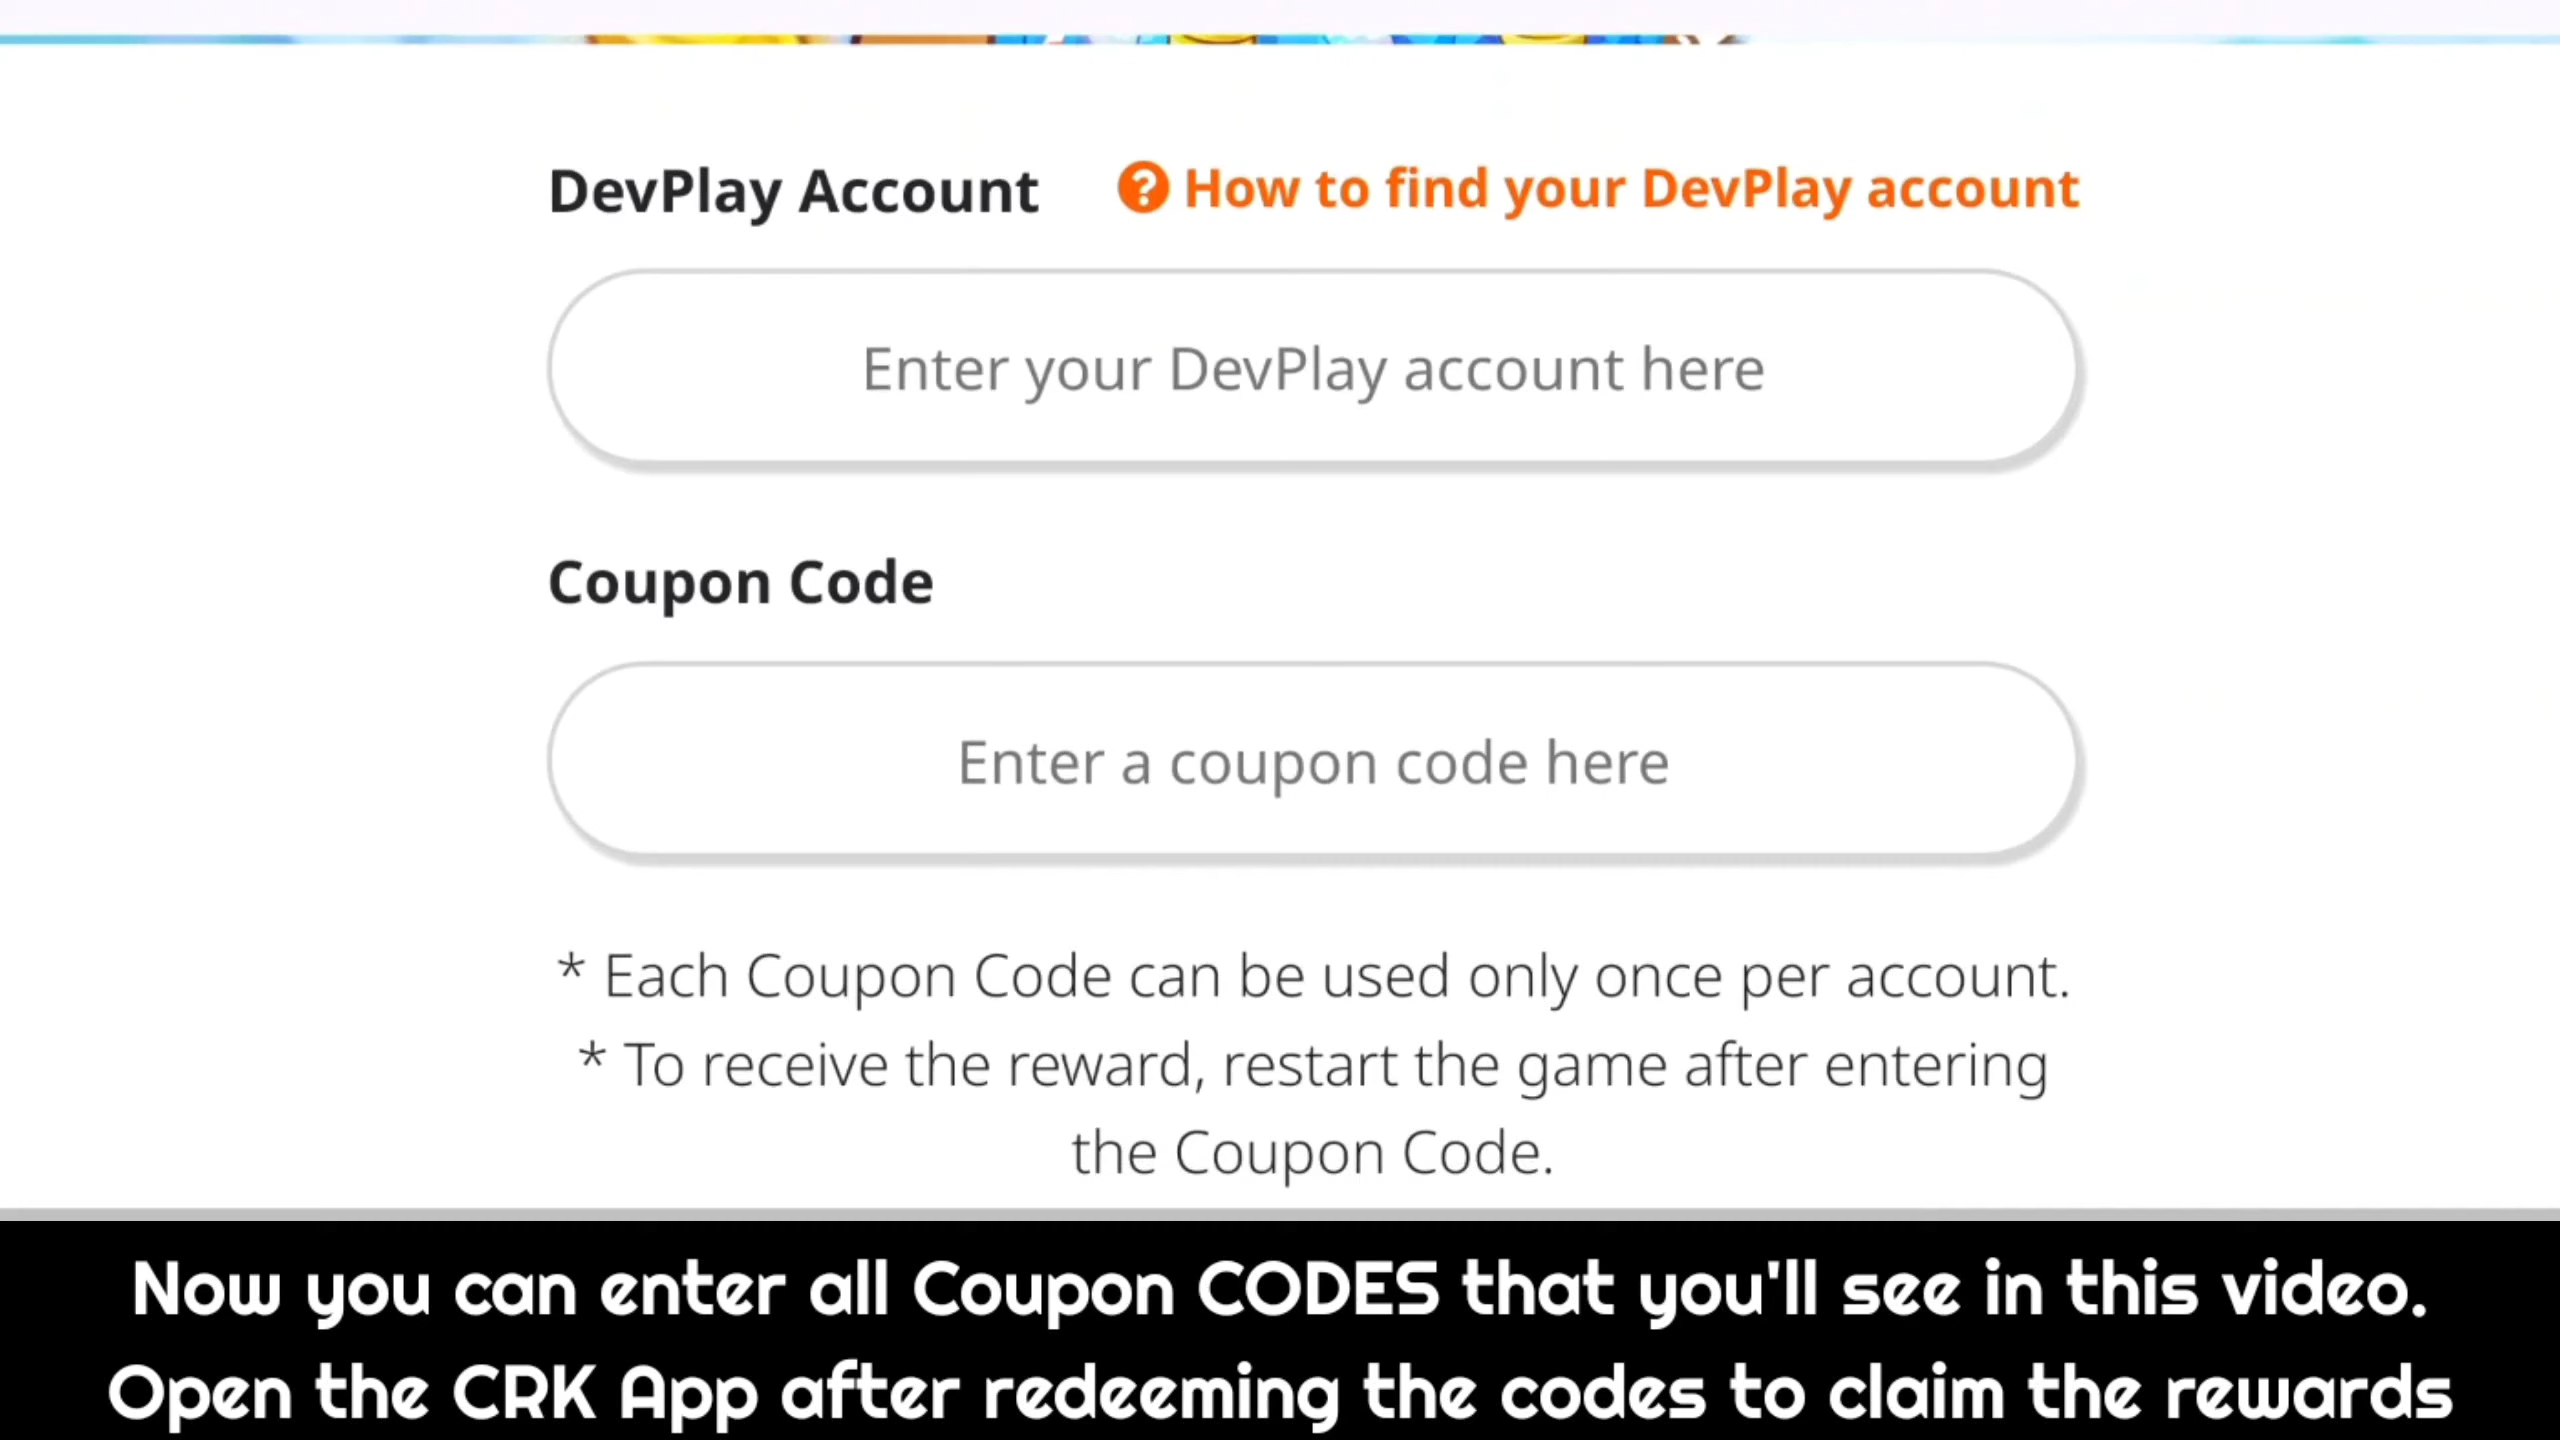 DevPlay Account
How to find your DevPlay account
Enter your DevPlay account here
Coupon Code
Enter a coupon code here
* Each Coupon Code can be used only once per account.
* To receive the reward, restart the game after entering
the Coupon Code.
Now you can enter all Coupon CODES that you'll see in this video.
Open the CRK App after redeeming the codes to claim the rewards